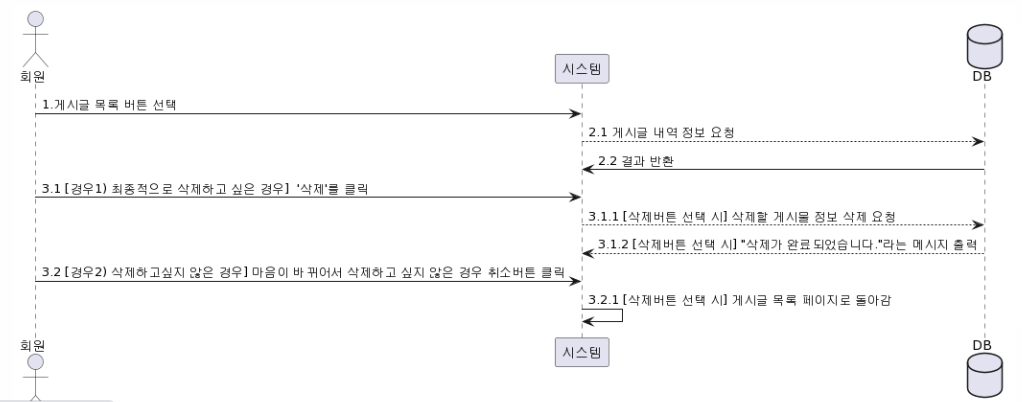 회원
시스템
DB
1.게시글 목록 버튼 선택
2.1 게시글 내역 정보 요청
2.2 결과 반환
3.1 [경우1) 최종적으로 삭제하고 싶은 경우] '삭제'를 클릭
3.1.1 [삭제버튼 선택 시] 삭제할 게시물 정보 삭제 요청
3.1.2 [삭제버튼 선택 시] "삭제가 완료되었습니다."라는 메시지 출력
3.2 [경우2) 삭제하고싶지 않은 경우] 마음이 바뀌어서 삭제하고 싶지 않은 경우 취소버튼 클릭
3.2.1 [삭제버튼 선택 시] 게시글 목록 페이지로 돌아감
회원
시스템
DB